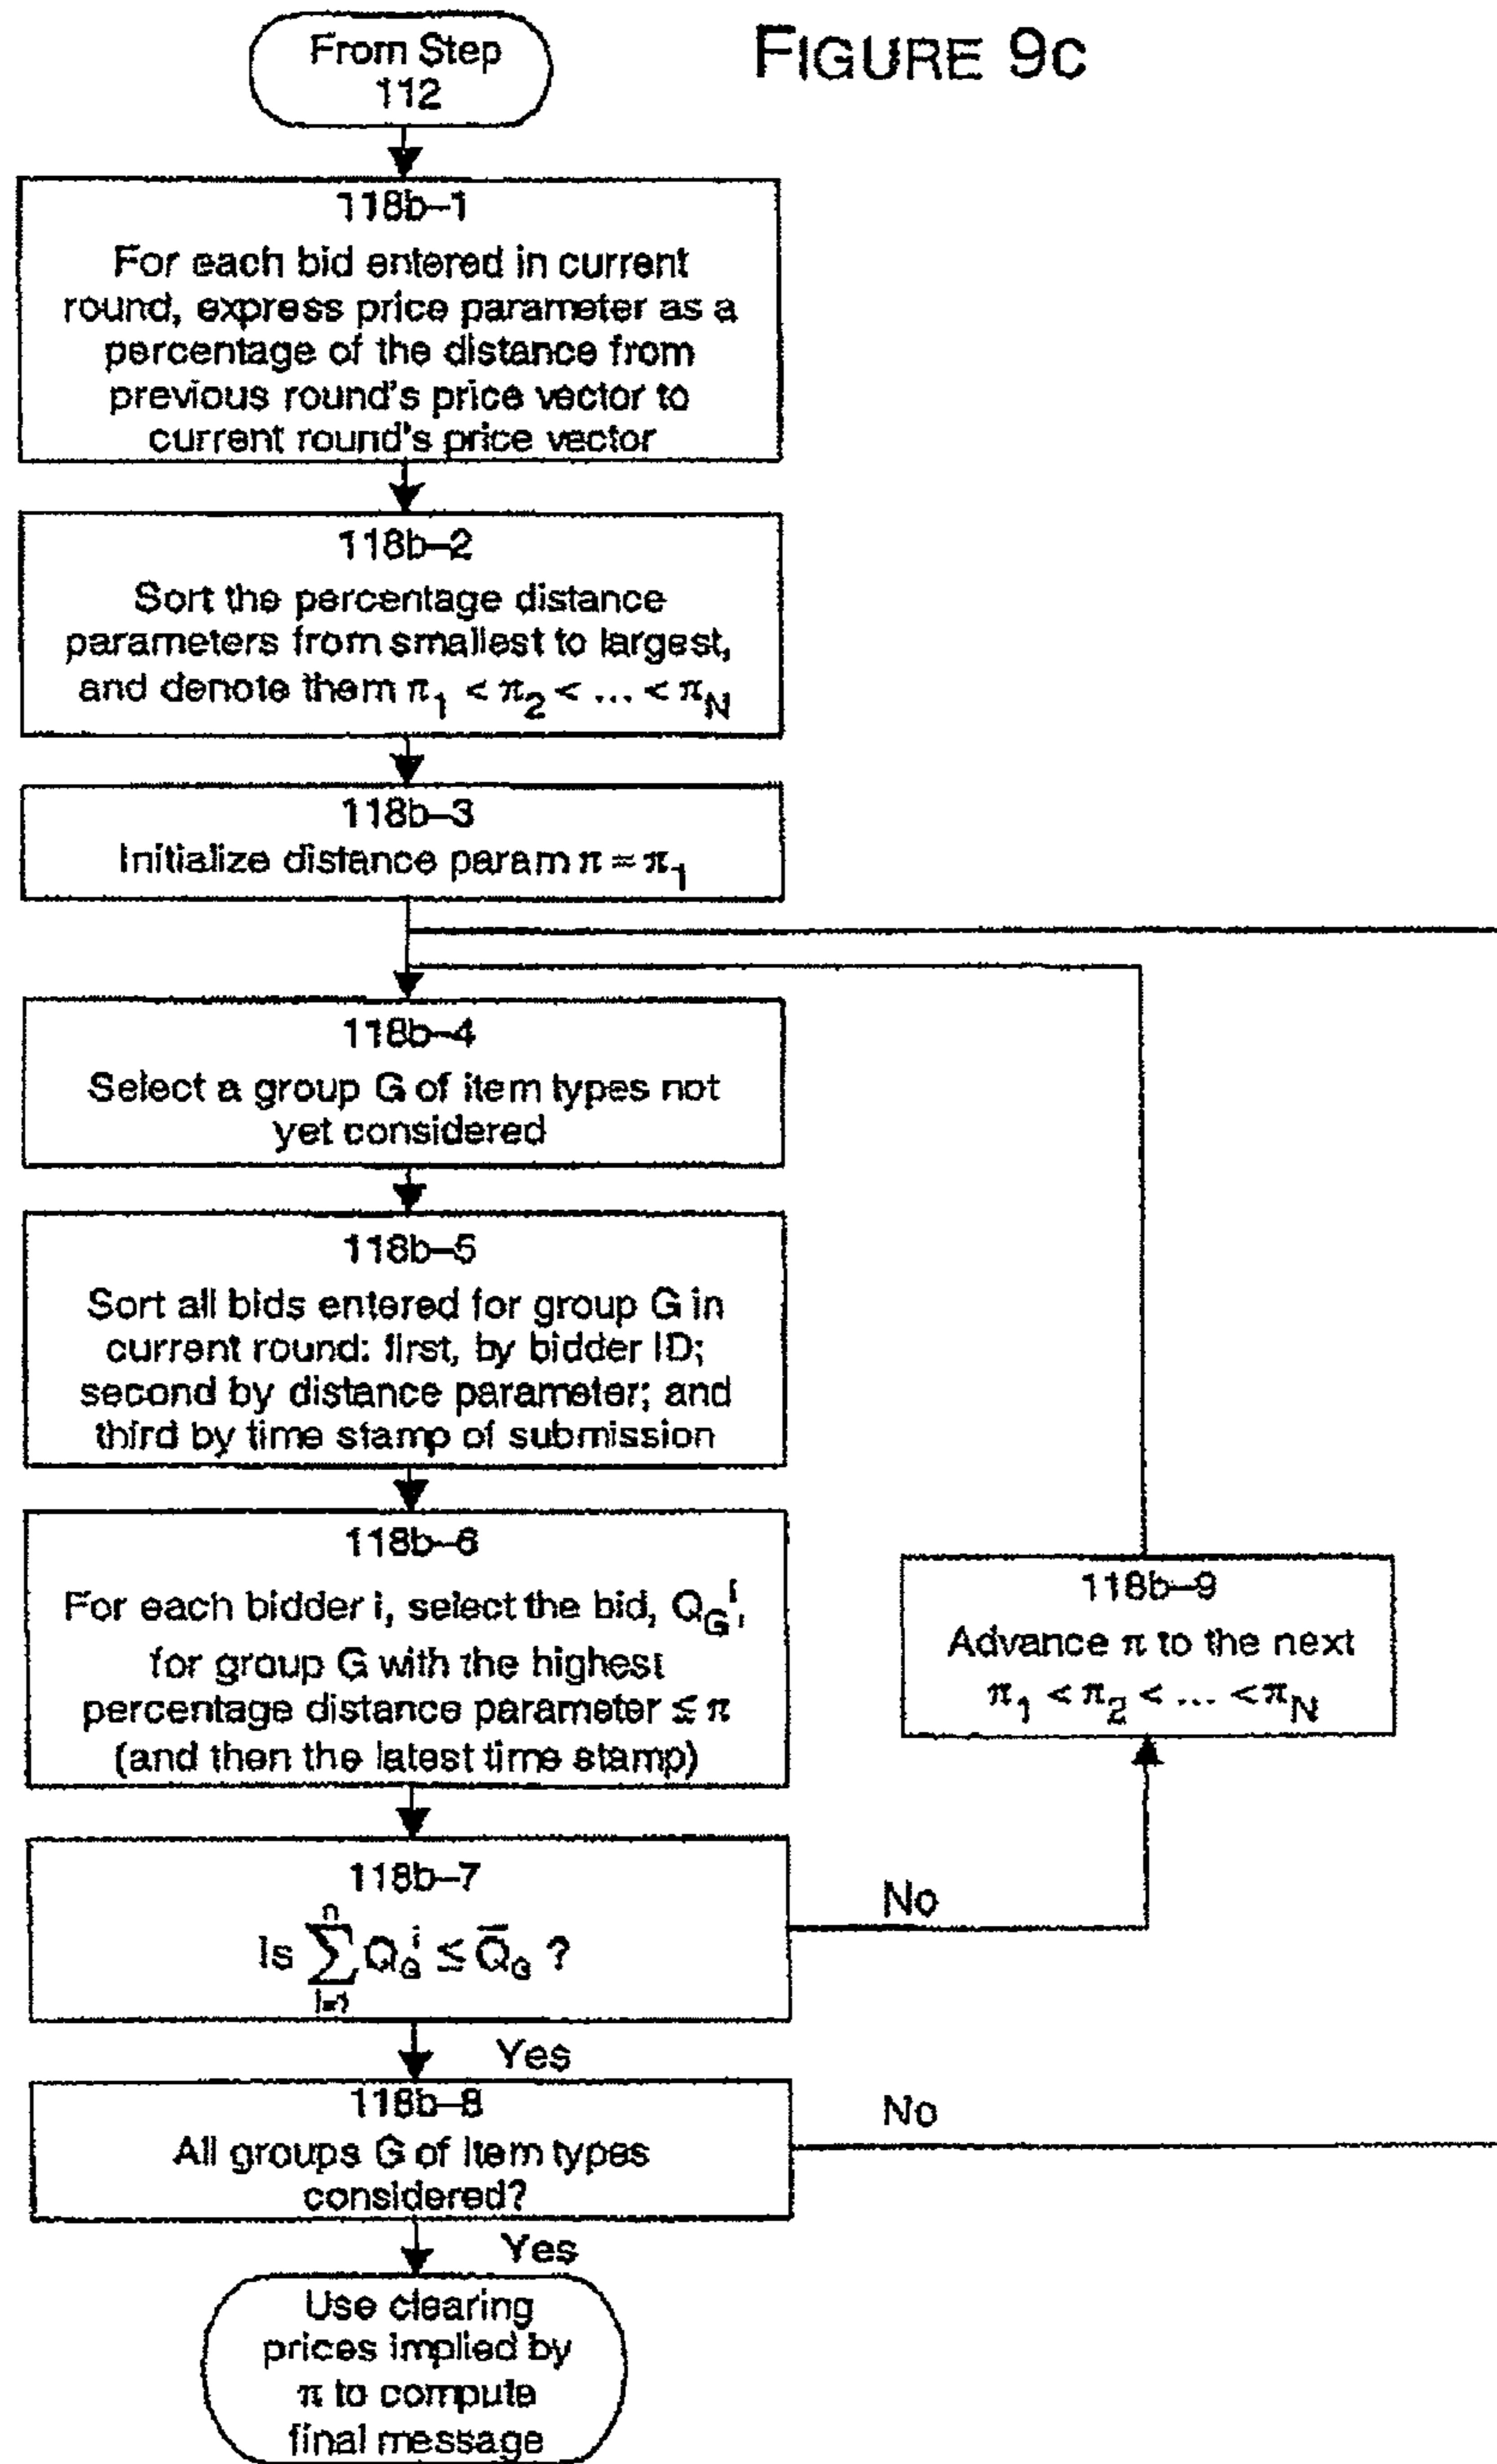 FIGURE 9c
From Step
112
118b–1
For each bid entered in current
round, express price parameter as a
percentage of the distance from
previous round's price vector to
current round's price vector
118b–2
Sort the percentage distance
parameters from smallest to largest,
and denote them π₁ < π₂ < ... < π_N
118b–3
Initialize distance param π = π₁
118b–4
Select a group G of item types not
yet considered
118b–5
Sort all bids entered for group G in
current round: first, by bidder ID;
second by distance parameter; and
third by time stamp of submission
118b–6
For each bidder i, select the bid, Q_G^i,
for group G with the highest
percentage distance parameter ≤ π
(and then the latest time stamp)
118b–7
Is ∑_{i=1}^{n} Q_G^i ≤ Q̄_G ?
No
118b–9
Advance π to the next
π₁ < π₂ < ... < π_N
Yes
118b–8
All groups G of item types
considered?
No
Yes
Use clearing
prices implied by
π to compute
final message